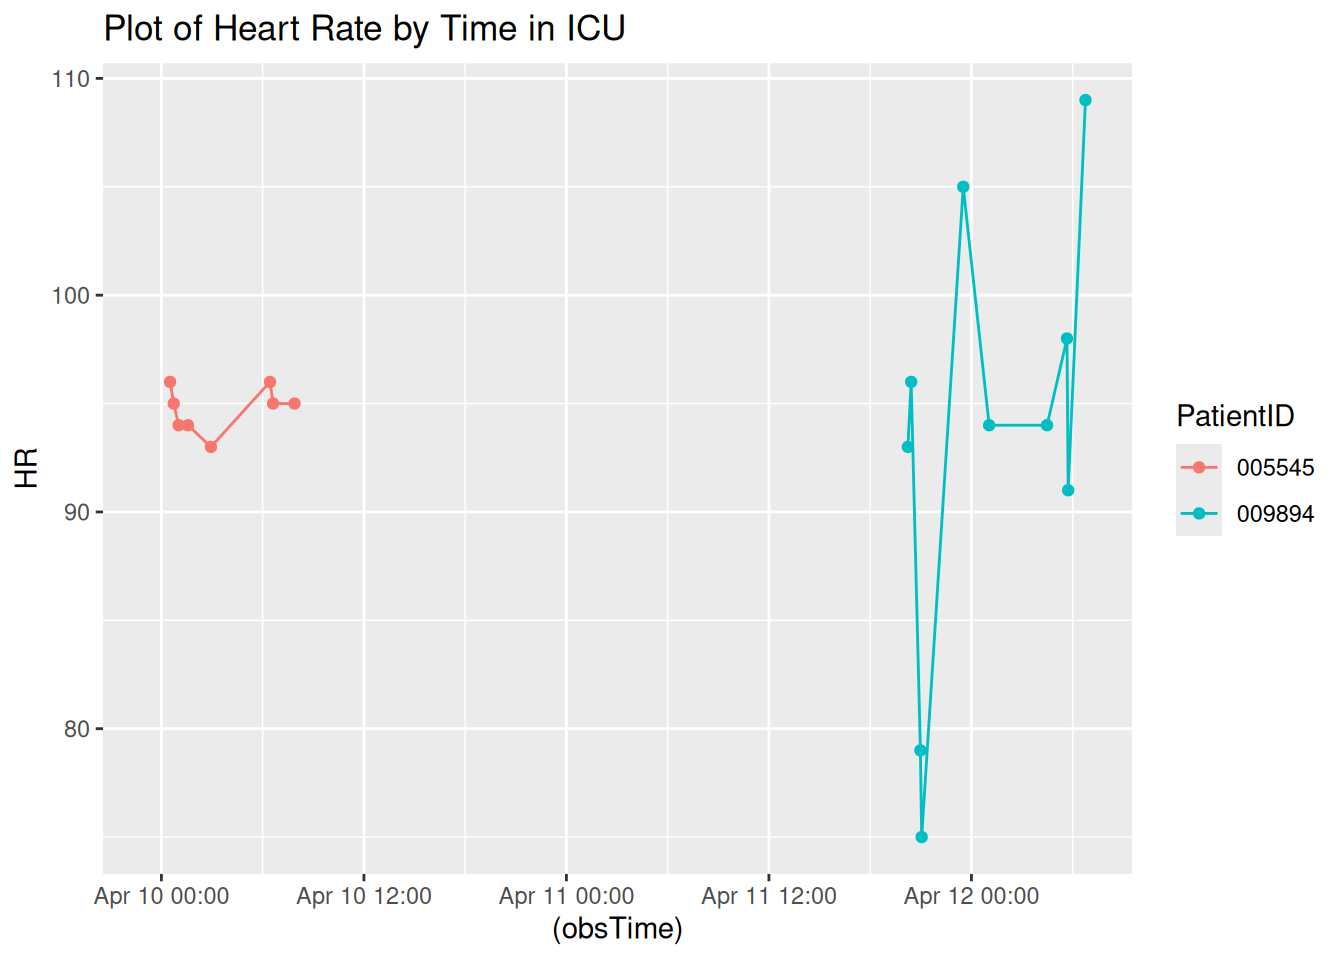 Plot of Heart Rate by Time in ICU
110
100
90
80
HR
Apr 10 00:00 Apr 10 12:00 Apr 11 00:00 Apr 11 12:00 Apr 12 00:00
(obsTime)
PatientID
005545
009894